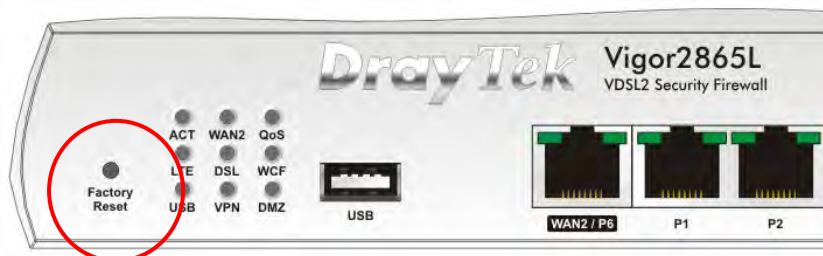 DrayTek
Vigor2865L
VDSL2 Security Firewall
ACT WAN2 QoS
LTE DSL WCF
USB VPN DMZ
Factory
Reset
USB
WAN2 / P6
P1
P2